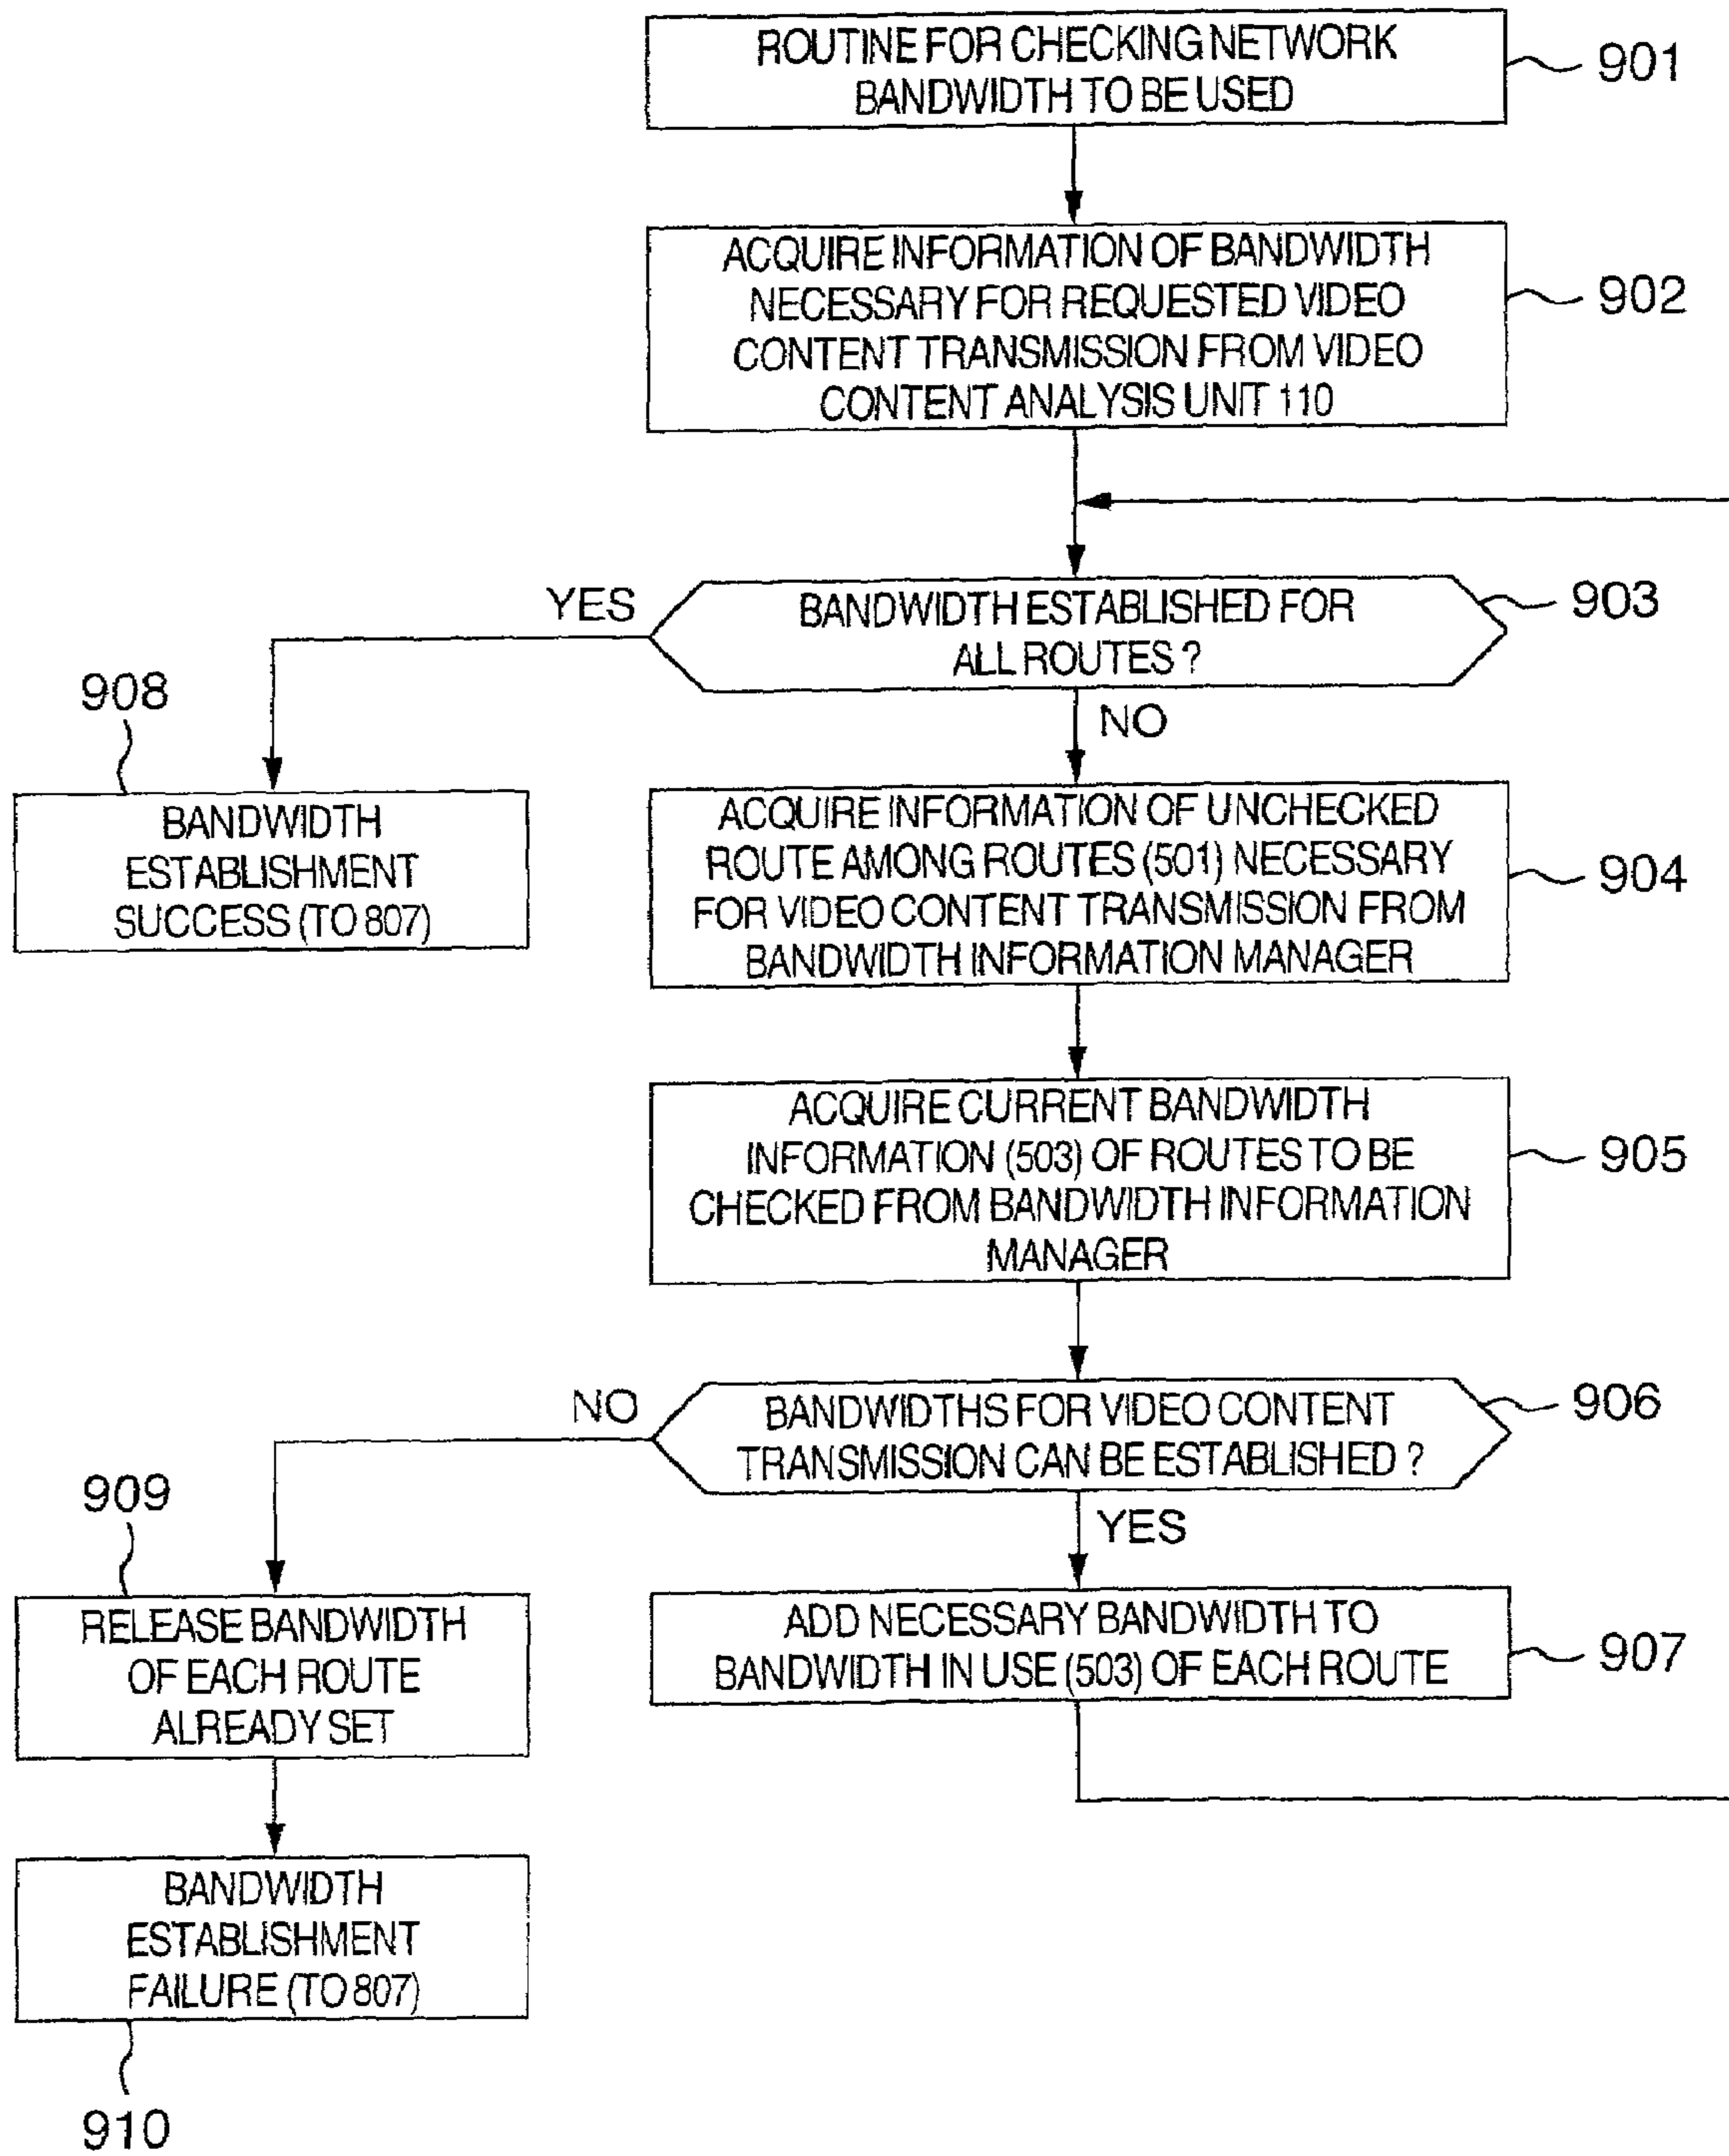 ROUTINE FOR CHECKING NETWORK
BANDWIDTH TO BE USED
901
ACQUIRE INFORMATION OF BANDWIDTH
NECESSARY FOR REQUESTED VIDEO
CONTENT TRANSMISSION FROM VIDEO
CONTENT ANALYSIS UNIT 110
902
BANDWIDTH ESTABLISHED FOR
ALL ROUTES ?
903
YES
NO
908
BANDWIDTH
ESTABLISHMENT
SUCCESS (TO 807)
ACQUIRE INFORMATION OF UNCHECKED
ROUTE AMONG ROUTES (501) NECESSARY
FOR VIDEO CONTENT TRANSMISSION FROM
BANDWIDTH INFORMATION MANAGER
904
ACQUIRE CURRENT BANDWIDTH
INFORMATION (503) OF ROUTES TO BE
CHECKED FROM BANDWIDTH INFORMATION
MANAGER
905
BANDWIDTHS FOR VIDEO CONTENT
TRANSMISSION CAN BE ESTABLISHED ?
906
NO
YES
909
RELEASE BANDWIDTH
OF EACH ROUTE
ALREADY SET
ADD NECESSARY BANDWIDTH TO
BANDWIDTH IN USE (503) OF EACH ROUTE
907
BANDWIDTH
ESTABLISHMENT
FAILURE (TO 807)
910